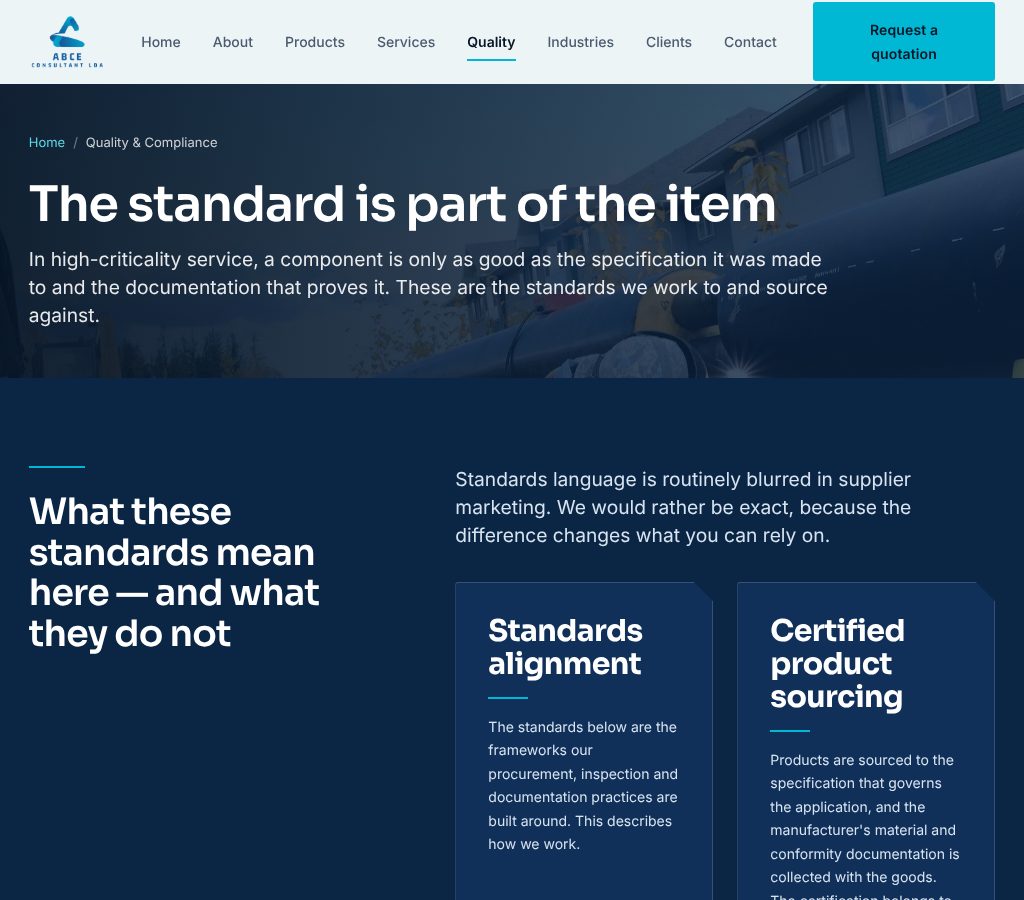 ABCE
CONSULTANT LDA
Home
About
Products
Services
Quality
Industries
Clients
Contact
Request a
quotation
Home / Quality & Compliance
The standard is part of the item
In high-criticality service, a component is only as good as the specification it was made
to and the documentation that proves it. These are the standards we work to and source
against.
What these
standards mean
here — and what
they do not
Standards language is routinely blurred in supplier
marketing. We would rather be exact, because the
difference changes what you can rely on.
Standards
alignment
The standards below are the
frameworks our
procurement, inspection and
documentation practices are
built around. This describes
how we work.
Certified
product
sourcing
Products are sourced to the
specification that governs
the application, and the
manufacturer's material and
conformity documentation is
collected with the goods.
The certification belongs to